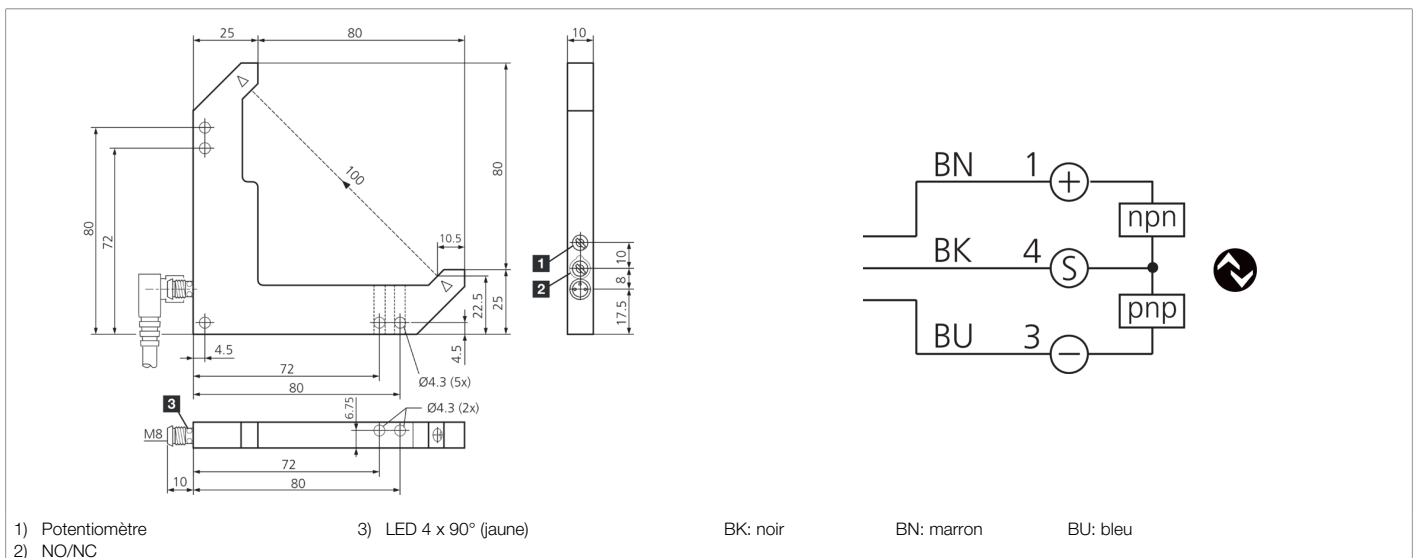 25
80
10
80
72
100
80
10.5
22.5
25
4.5
4.5
72
80
Ø4.3 (5x)
1
2
10
8
17.5
BN
1
+
npn
BK
4
S
pnp
BU
3
−
3
M8
6.75
Ø4.3 (2x)
72
10
80
1) Potentiomètre
3) LED 4 x 90° (jaune)
BK: noir
BN: marron
BU: bleu
2) NO/NC